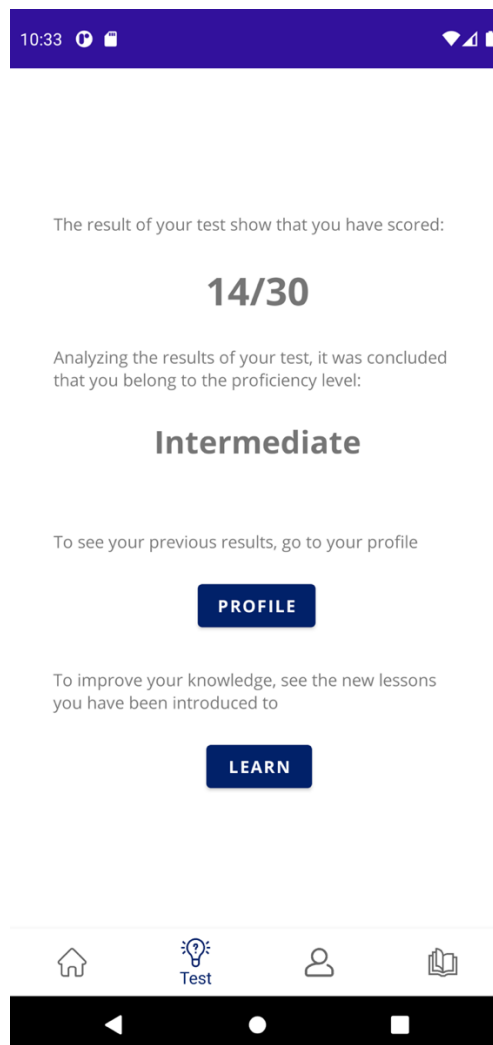 10:33
The result of your test show that you have scored:
14/30
Analyzing the results of your test, it was concluded
that you belong to the proficiency level:
Intermediate
To see your previous results, go to your profile
PROFILE
To improve your knowledge, see the new lessons
you have been introduced to
LEARN
Test